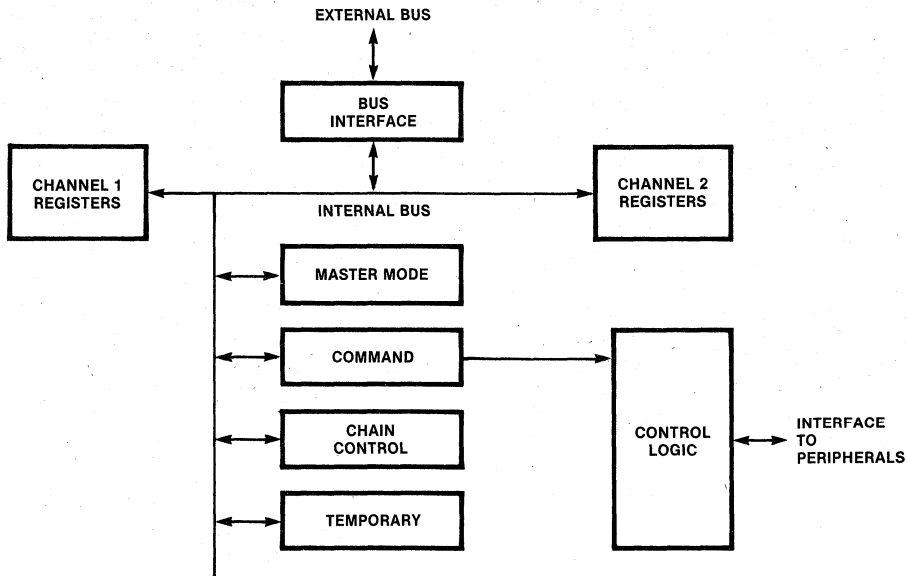 EXTERNAL BUS
BUS
INTERFACE
CHANNEL 1
REGISTERS
CHANNEL 2
REGISTERS
INTERNAL BUS
MASTER MODE
COMMAND
CHAIN
CONTROL
CONTROL
LOGIC
INTERFACE
TO
PERIPHERALS
TEMPORARY